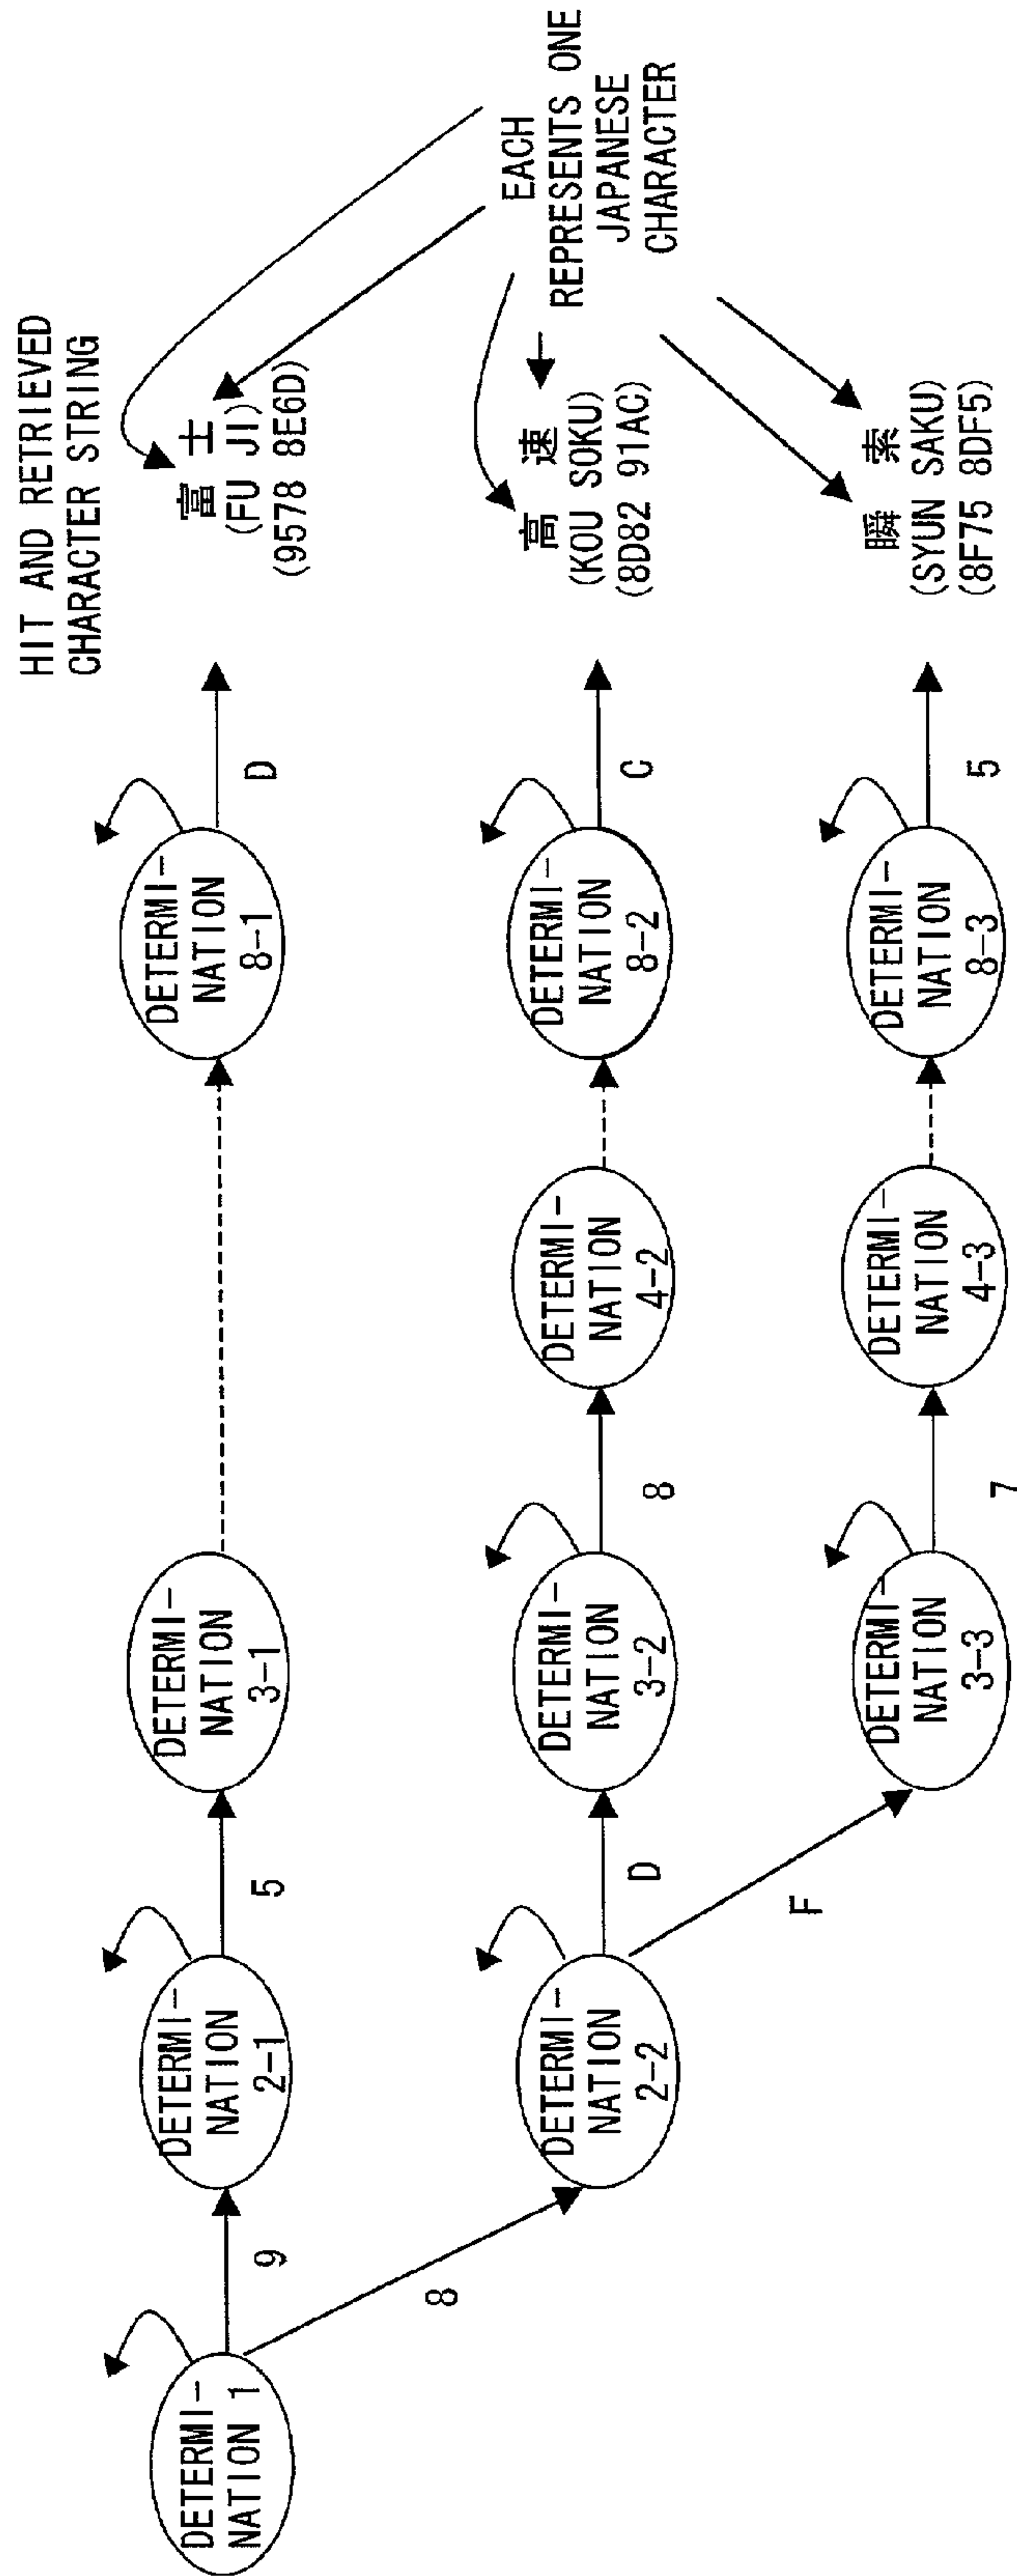 HIT AND RETRIEVED
CHARACTER STRING
DETERMI-
NATION 1
9
8
DETERMI-
NATION
2-1
5
DETERMI-
NATION
3-1
DETERMI-
NATION
8-1
D
富 士
(FU JI)
(9578 8E6D)
DETERMI-
NATION
2-2
D
F
DETERMI-
NATION
3-2
8
DETERMI-
NATION
4-2
DETERMI-
NATION
8-2
C
高 速
(KOU SOKU)
(8D82 91AC)
DETERMI-
NATION
3-3
7
DETERMI-
NATION
4-3
DETERMI-
NATION
8-3
5
瞬 索
(SYUN SAKU)
(8F75 8DF5)
EACH
REPRESENTS ONE
JAPANESE
CHARACTER